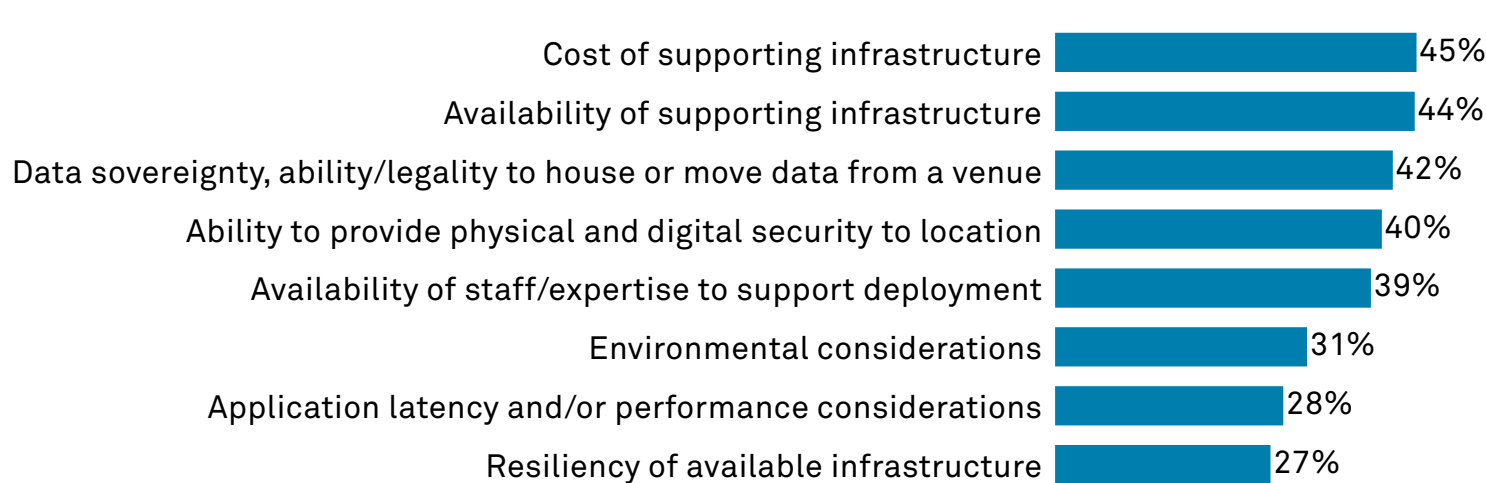 Cost of supporting infrastructure 45%
Availability of supporting infrastructure 44%
Data sovereignty, ability/legality to house or move data from a venue 42%
Ability to provide physical and digital security to location 40%
Availability of staff/expertise to support deployment 39%
Environmental considerations 31%
Application latency and/or performance considerations 28%
Resiliency of available infrastructure 27%